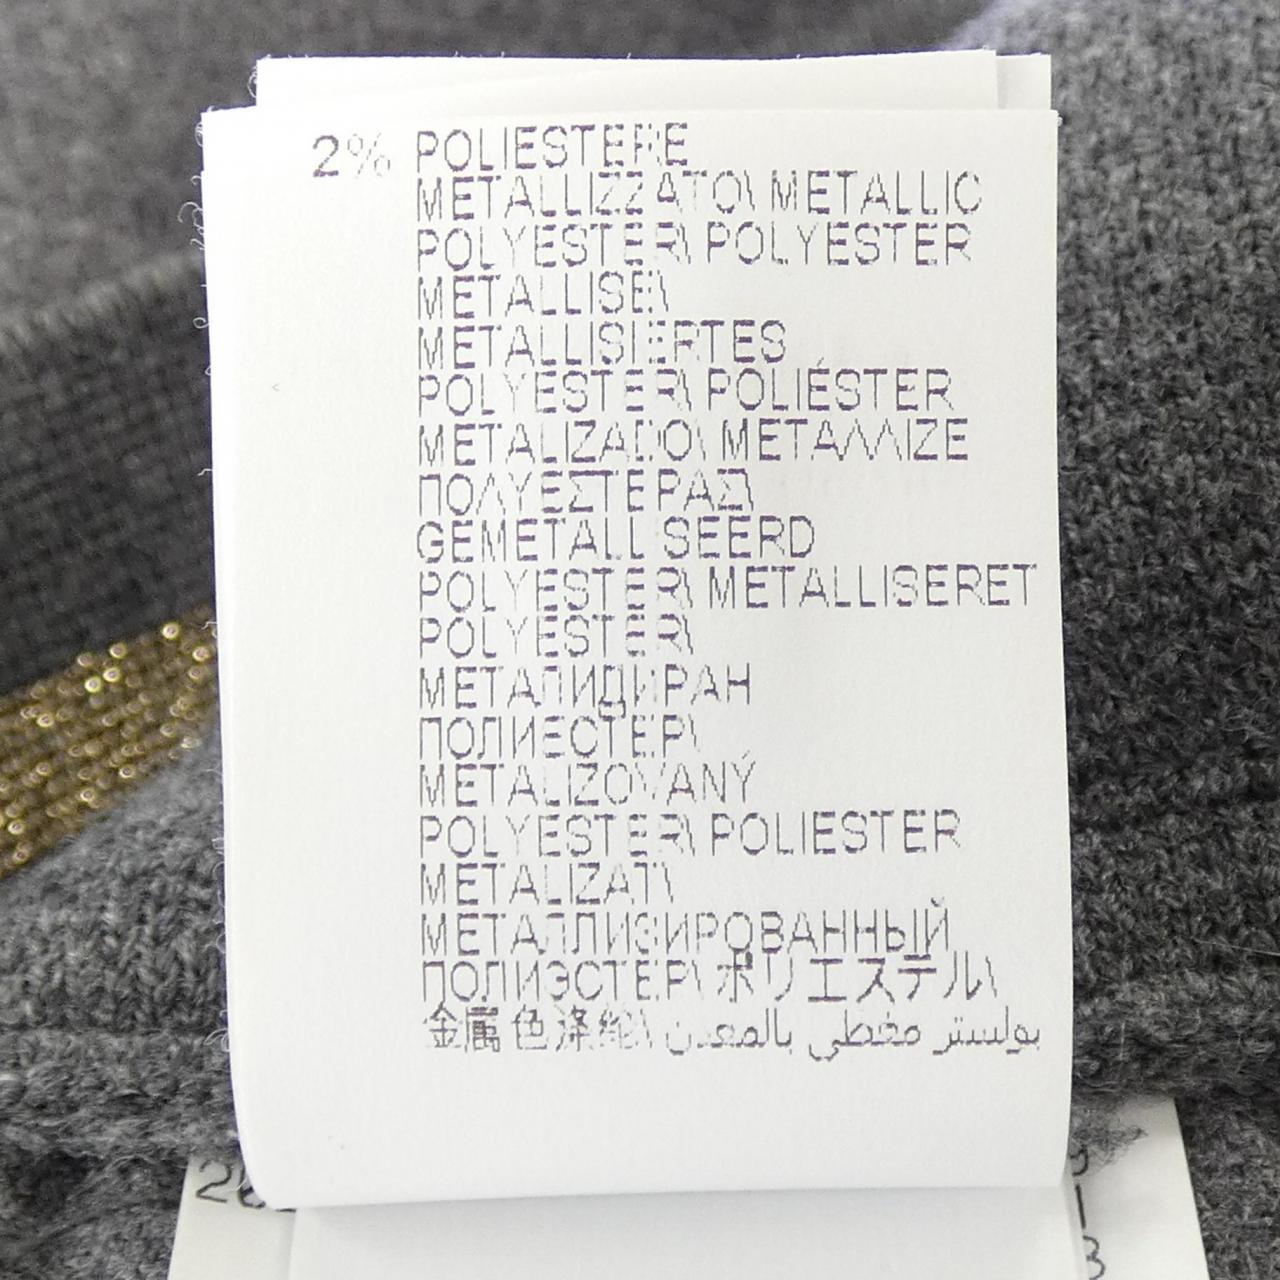 2% POLIESTERE
METALLIZZATO\ METALLIC
POLYESTER\ POLYESTER
METALLISE\
METALLISIERTES
POLYESTER\ POLIÉSTER
METALIZADO\ ΜΕΤΑΛΛΙΖΕ
ΠΟΛΥΕΣΤΕΡΑΣ\
GEMETALLISEERD
POLYESTER\ METALLISERET
POLYESTER\
МЕТАЛИДИРАН
ПОЛИЕСТЕР\
METALIZOVANÝ
POLYESTER\ POLIESTER
METALIZAT\
МЕТАЛЛИЗИРОВАННЫЙ
ПОЛИЭСТЕР\ ポリエステル\
金属色涤纶\ بولستر مغطى بالمعدن